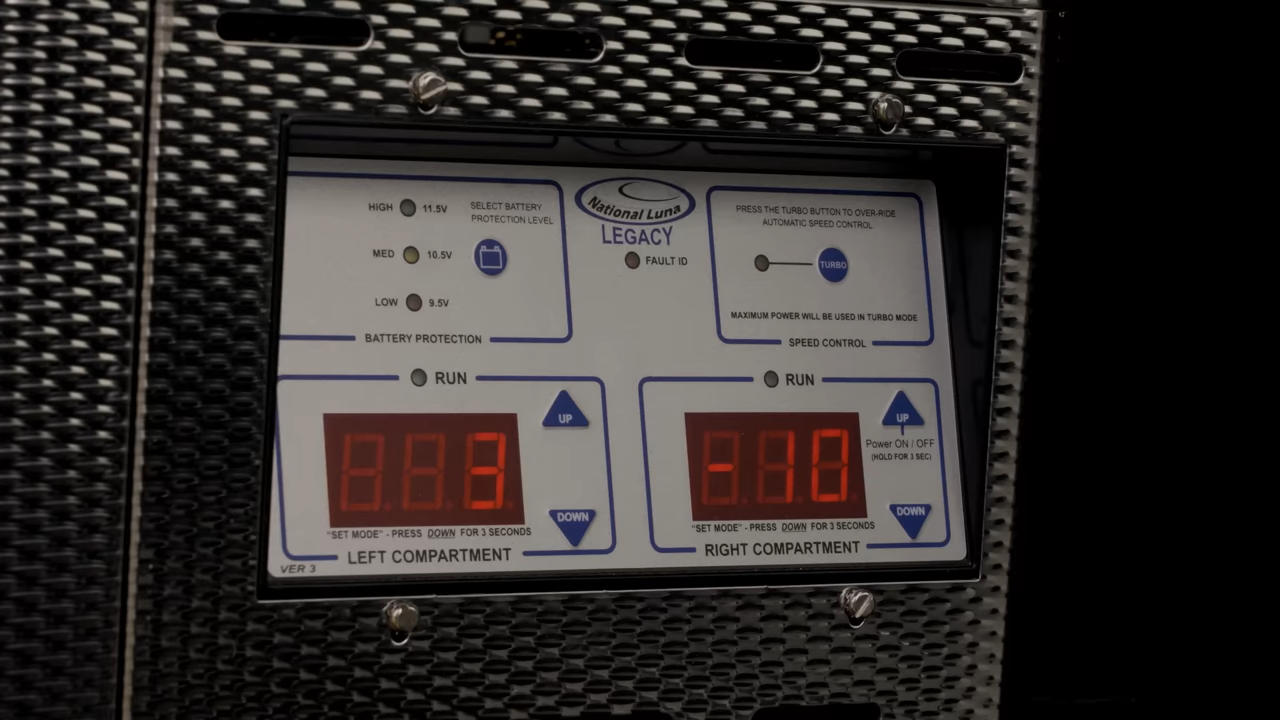 HIGH 11.5V
SELECT BATTERY
PROTECTION LEVEL
MED 10.5V
LOW 9.5V
BATTERY PROTECTION
National Luna
LEGACY
FAULT ID
PRESS THE TURBO BUTTON TO OVER-RIDE
AUTOMATIC SPEED CONTROL
TURBO
MAXIMUM POWER WILL BE USED IN TURBO MODE
SPEED CONTROL
RUN
3
UP
DOWN
"SET MODE" - PRESS DOWN FOR 3 SECONDS
LEFT COMPARTMENT
VER 3
RUN
-10
UP
Power ON / OFF
(HOLD FOR 3 SEC)
DOWN
"SET MODE" - PRESS DOWN FOR 3 SECONDS
RIGHT COMPARTMENT